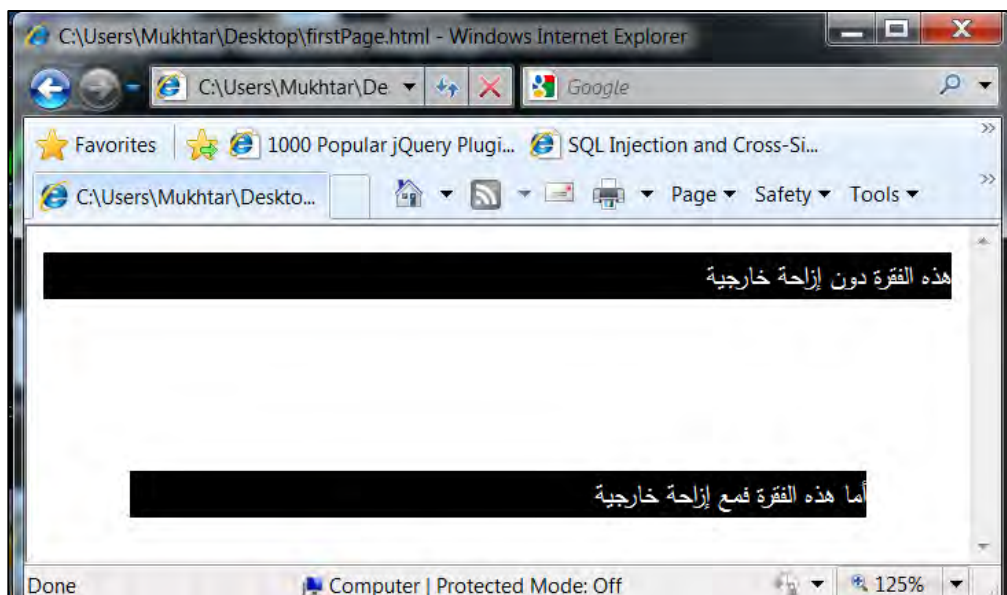 C:\Users\Mukhtar\Desktop\firstPage.html - Windows Internet Explorer
C:\Users\Mukhtar\De Google
Favorites 1000 Popular jQuery Plugi... SQL Injection and Cross-Si...
C:\Users\Mukhtar\Deskto... Page Safety Tools
هذه الفقرة دون إزاحة خارجية
أما هذه الفقرة فمع إزاحة خارجية
Done Computer | Protected Mode: Off 125%